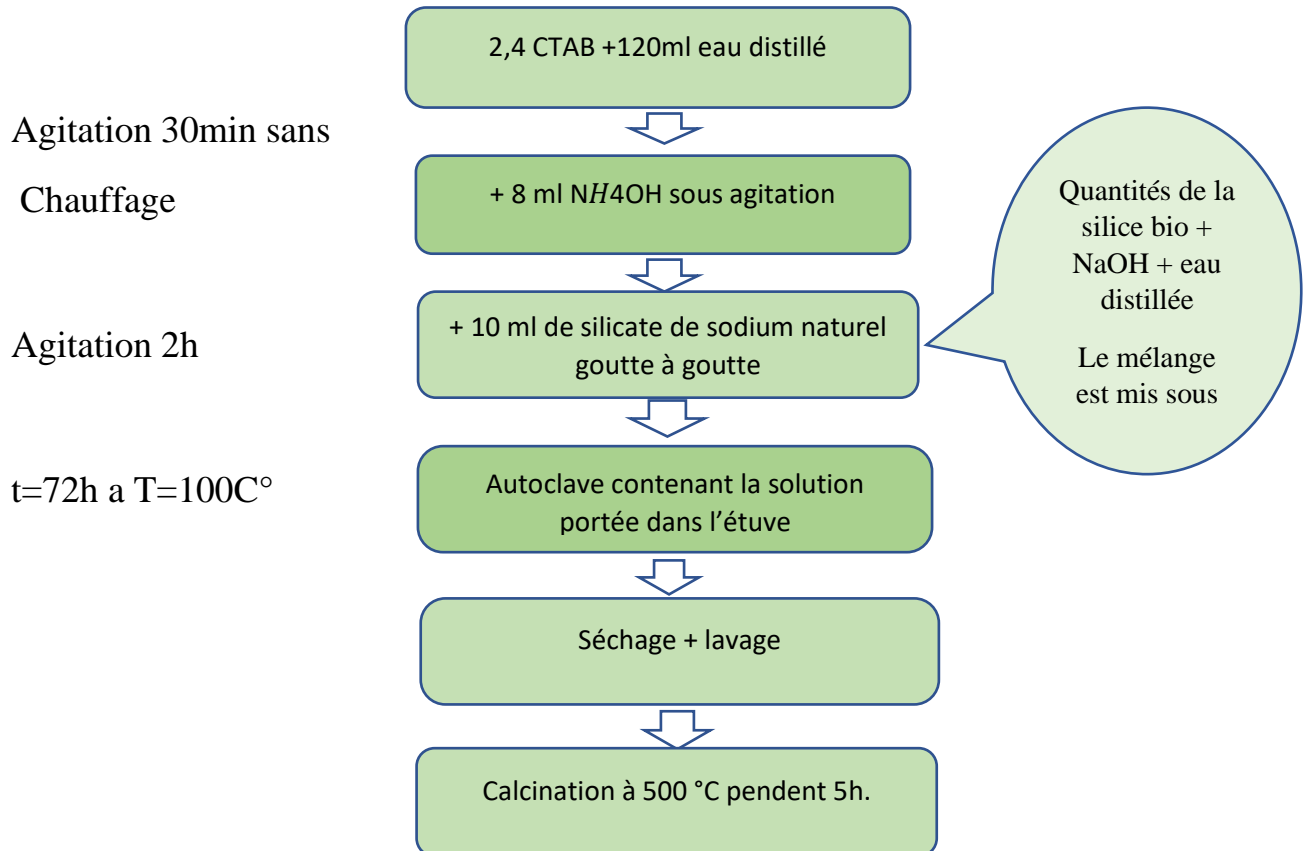 2,4 CTAB +120ml eau distillé
Agitation 30min sans
Chauffage
+ 8 ml NH4OH sous agitation
Quantités de la
silice bio +
NaOH + eau
distillée
Le mélange
est mis sous
+ 10 ml de silicate de sodium naturel
goutte à goutte
Agitation 2h
t=72h a T=100C°
Autoclave contenant la solution
portée dans l’étuve
Séchage + lavage
Calcination à 500 °C pendent 5h.